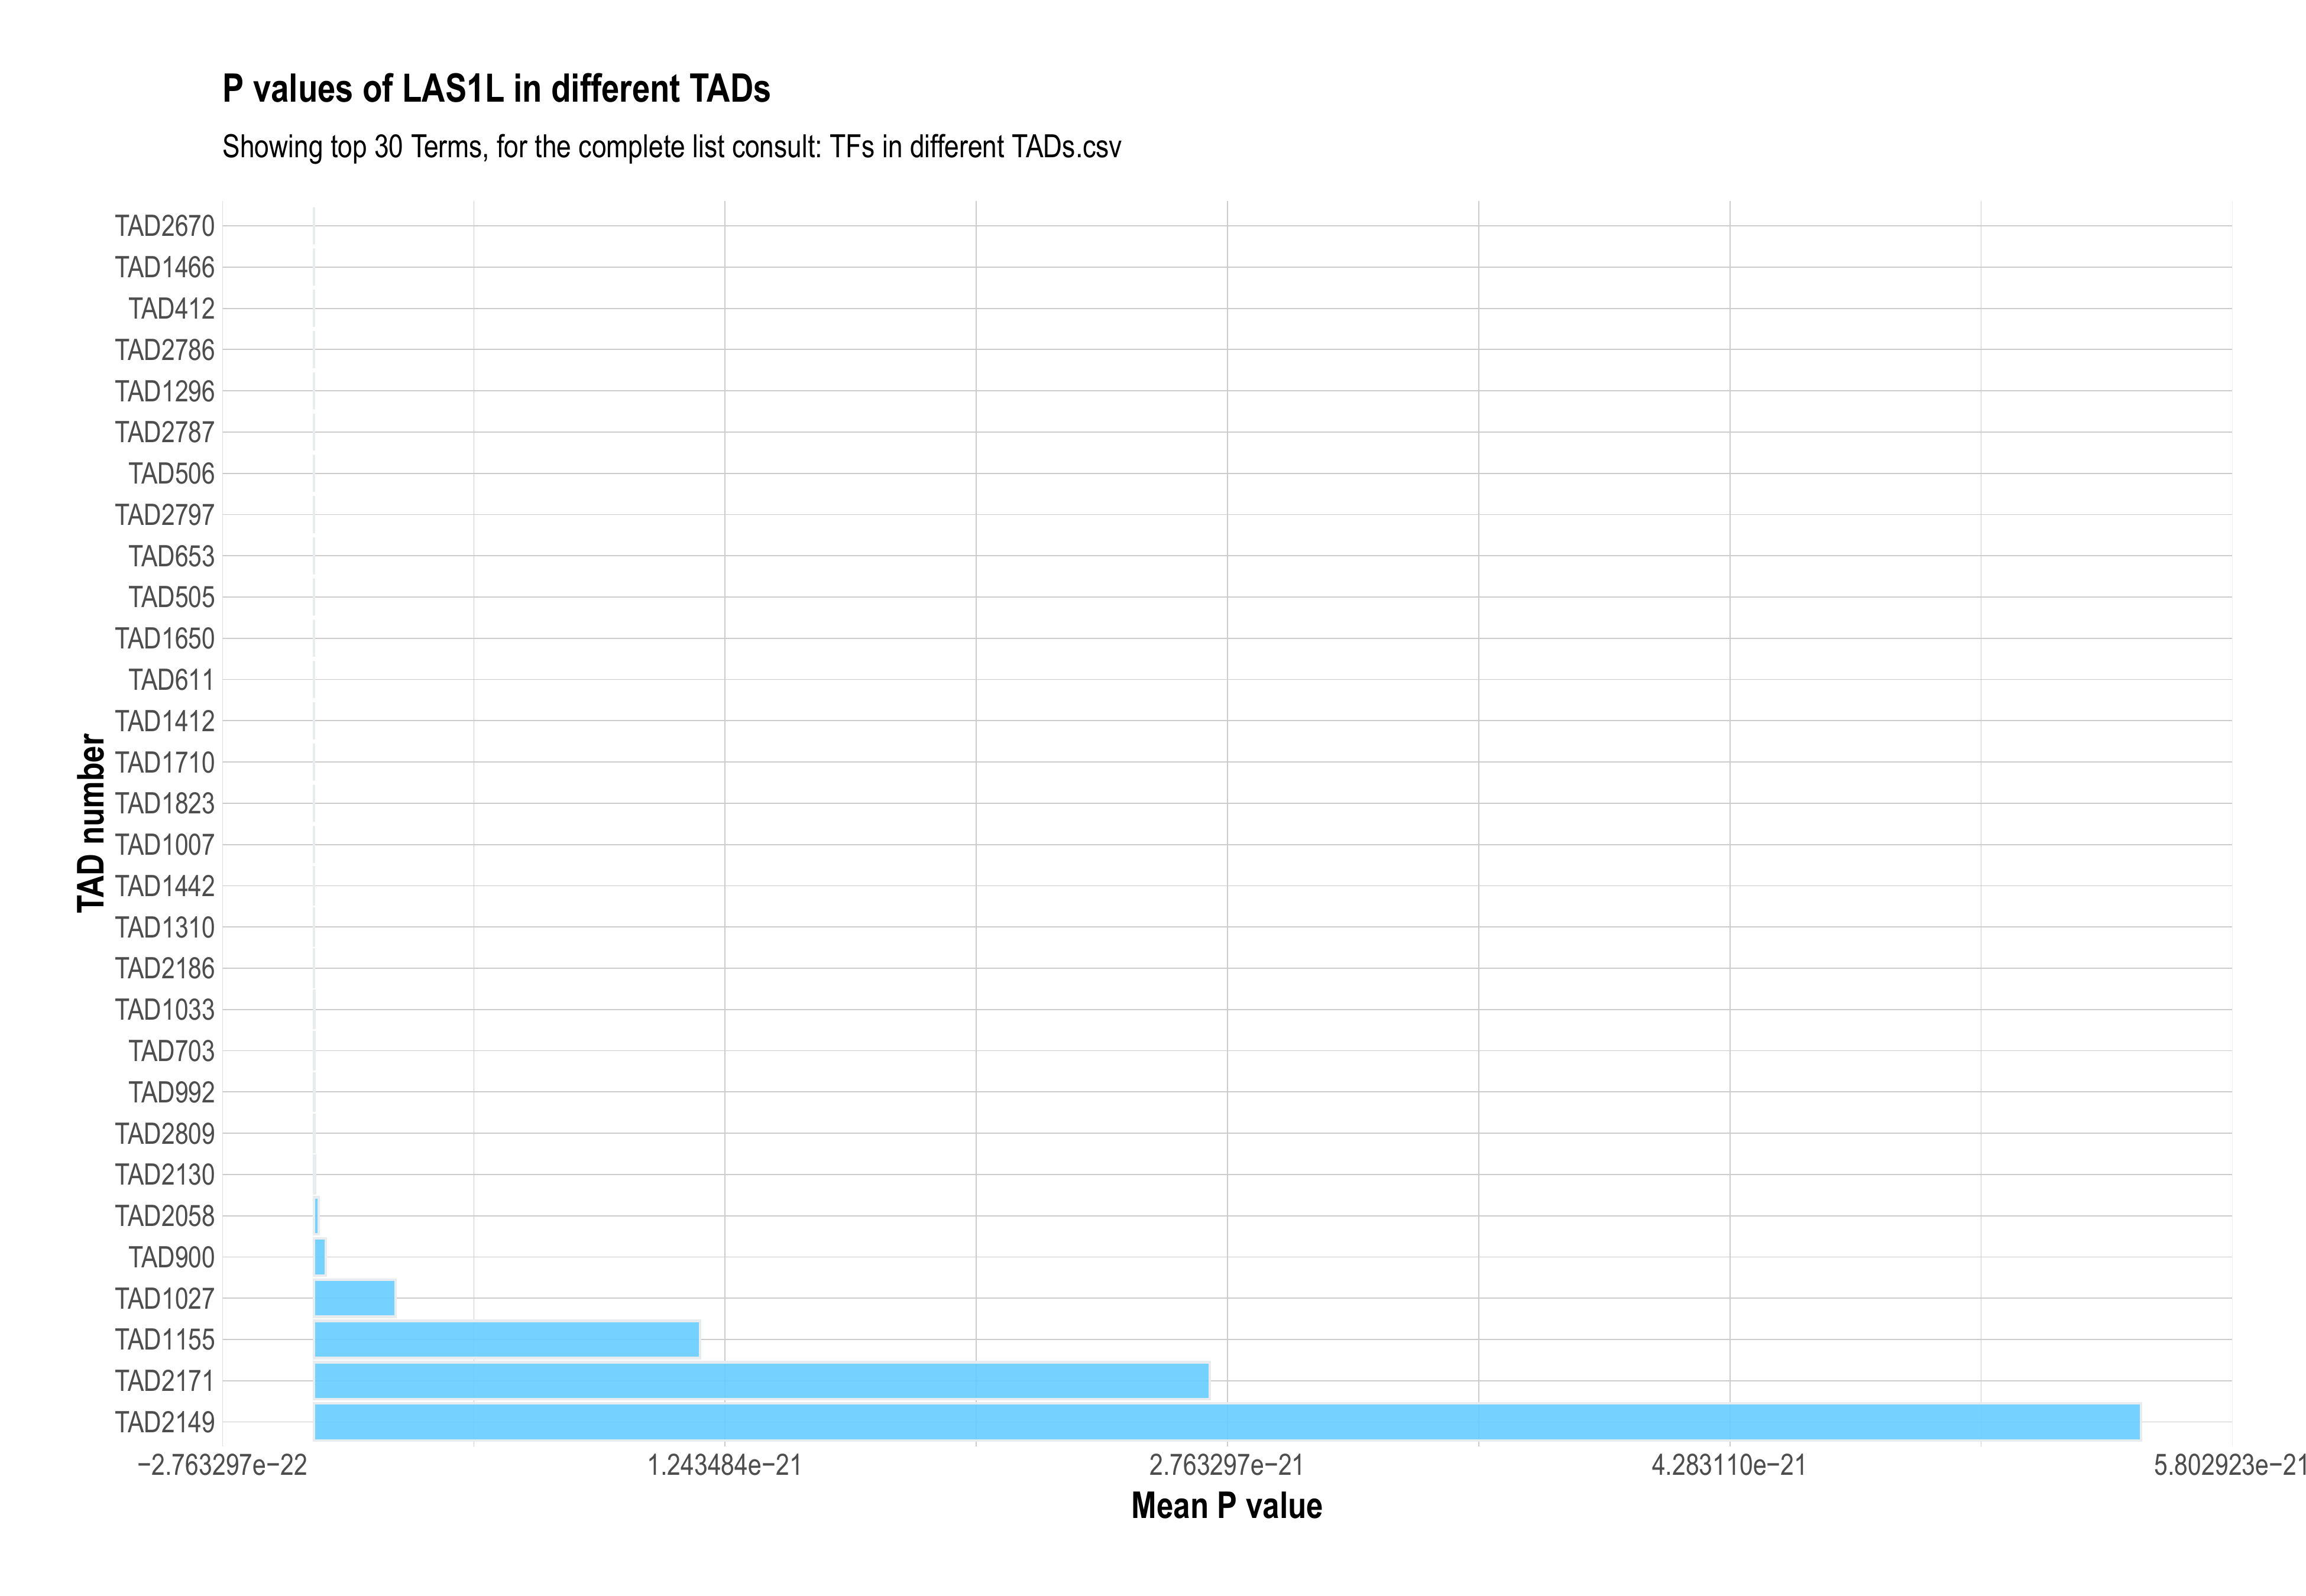 P values of LAS1L in different TADs
Showing top 30 Terms, for the complete list consult: TFs in different TADs.csv
TAD number
TAD2670
TAD1466
TAD412
TAD2786
TAD1296
TAD2787
TAD506
TAD2797
TAD653
TAD505
TAD1650
TAD611
TAD1412
TAD1710
TAD1823
TAD1007
TAD1442
TAD1310
TAD2186
TAD1033
TAD703
TAD992
TAD2809
TAD2130
TAD2058
TAD900
TAD1027
TAD1155
TAD2171
TAD2149
−2.763297e−22 1.243484e−21 2.763297e−21 4.283110e−21 5.802923e−21
Mean P value